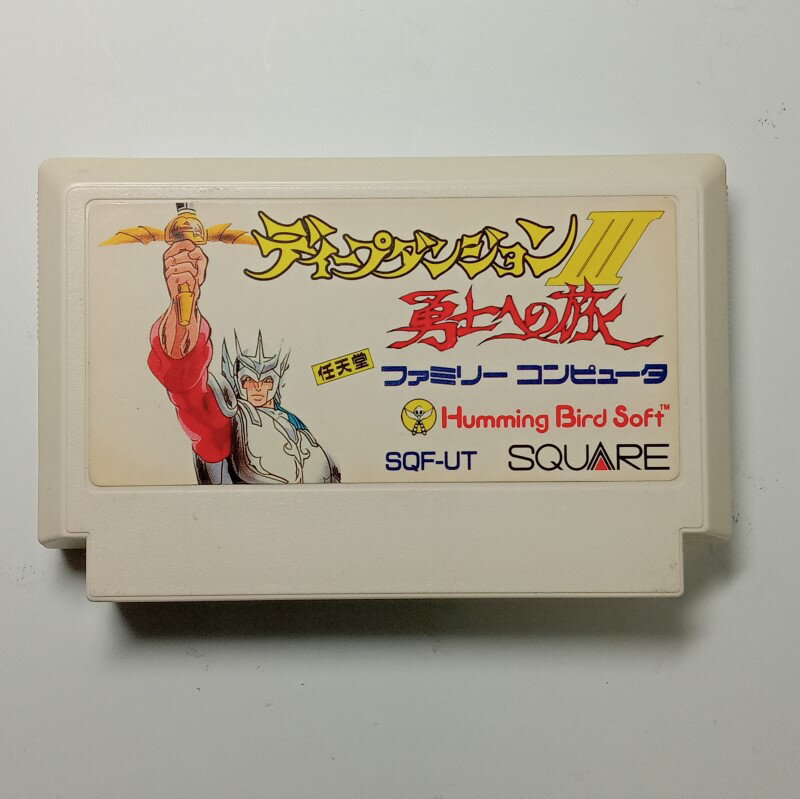 ディープダンジョンIII
勇士への旅
任天堂 ファミリーコンピュータ
Humming Bird Soft™
SQF-UT SQUARE